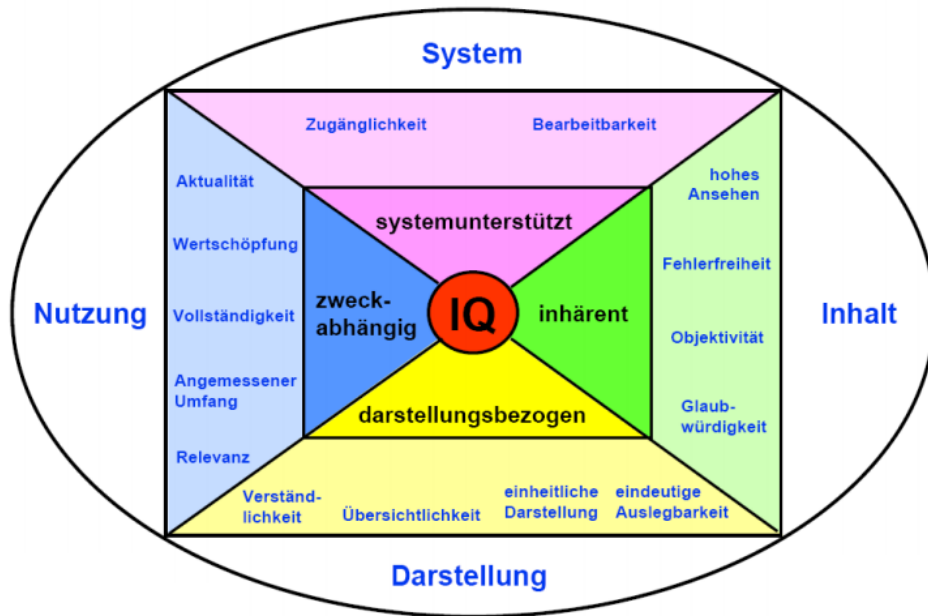 System
Zugänglichkeit
Bearbeitbarkeit
Aktualität
Wertschöpfung
Vollständigkeit
Angemessener
Umfang
Relevanz
hohes
Ansehen
Fehlerfreiheit
Objektivität
Glaub-
würdigkeit
systemunterstützt
zweck-
abhängig
IQ
inhärent
darstellungsbezogen
Nutzung
Inhalt
Verständ-
lichkeit
Übersichtlichkeit
einheitliche
Darstellung
eindeutige
Auslegbarkeit
Darstellung